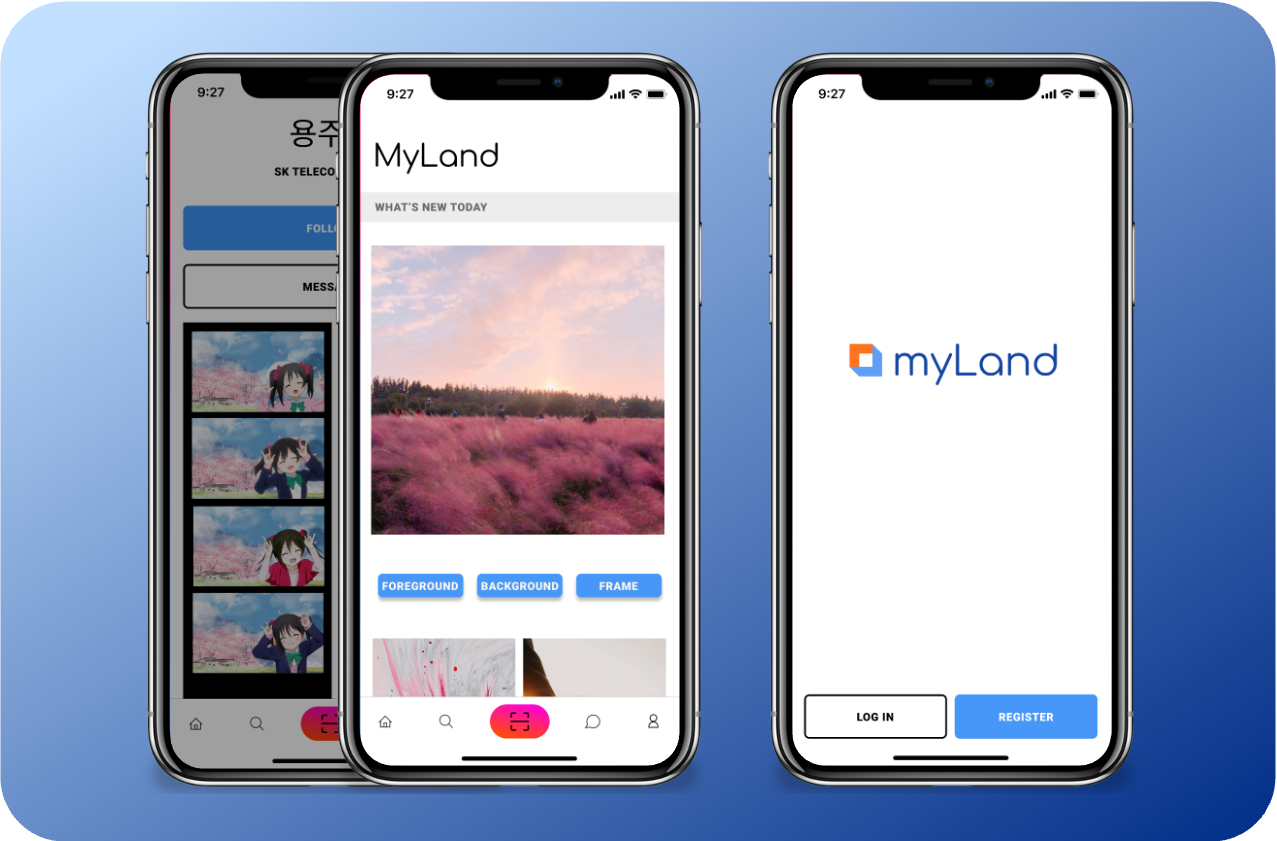 9:27
용주
SK TELECO
FOLLO
MESSA
9:27
MyLand
WHAT'S NEW TODAY
FOREGROUND
BACKGROUND
FRAME
9:27
myLand
LOG IN
REGISTER